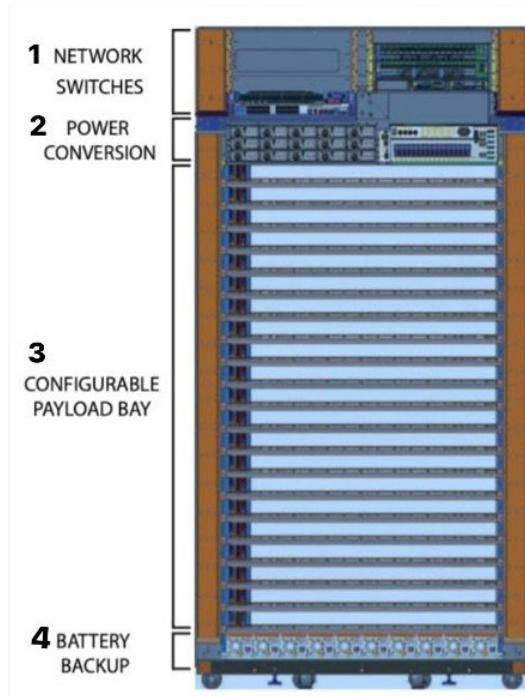 1 NETWORK
SWITCHES
2 POWER
CONVERSION
3
CONFIGURABLE
PAYLOAD BAY
4 BATTERY
BACKUP